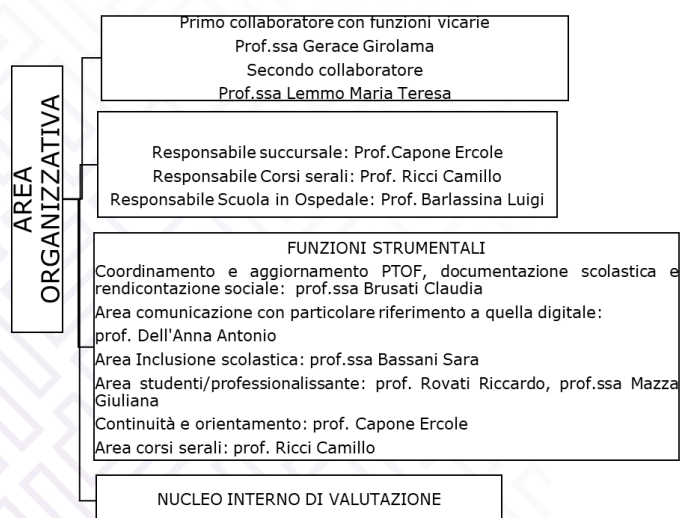 AREA
ORGANIZZATIVA
Primo collaboratore con funzioni vicarie
Prof.ssa Gerace Girolama
Secondo collaboratore
Prof.ssa Lemmo Maria Teresa
Responsabile succursale: Prof.Capone Ercole
Responsabile Corsi serali: Prof. Ricci Camillo
Responsabile Scuola in Ospedale: Prof. Barlassina Luigi
FUNZIONI STRUMENTALI
Coordinamento e aggiornamento PTOF, documentazione scolastica e
rendicontazione sociale: prof.ssa Brusati Claudia
Area comunicazione con particolare riferimento a quella digitale:
prof. Dell'Anna Antonio
Area Inclusione scolastica: prof.ssa Bassani Sara
Area studenti/professionalissante: prof. Rovati Riccardo, prof.ssa Mazza
Giuliana
Continuità e orientamento: prof. Capone Ercole
Area corsi serali: prof. Ricci Camillo
NUCLEO INTERNO DI VALUTAZIONE